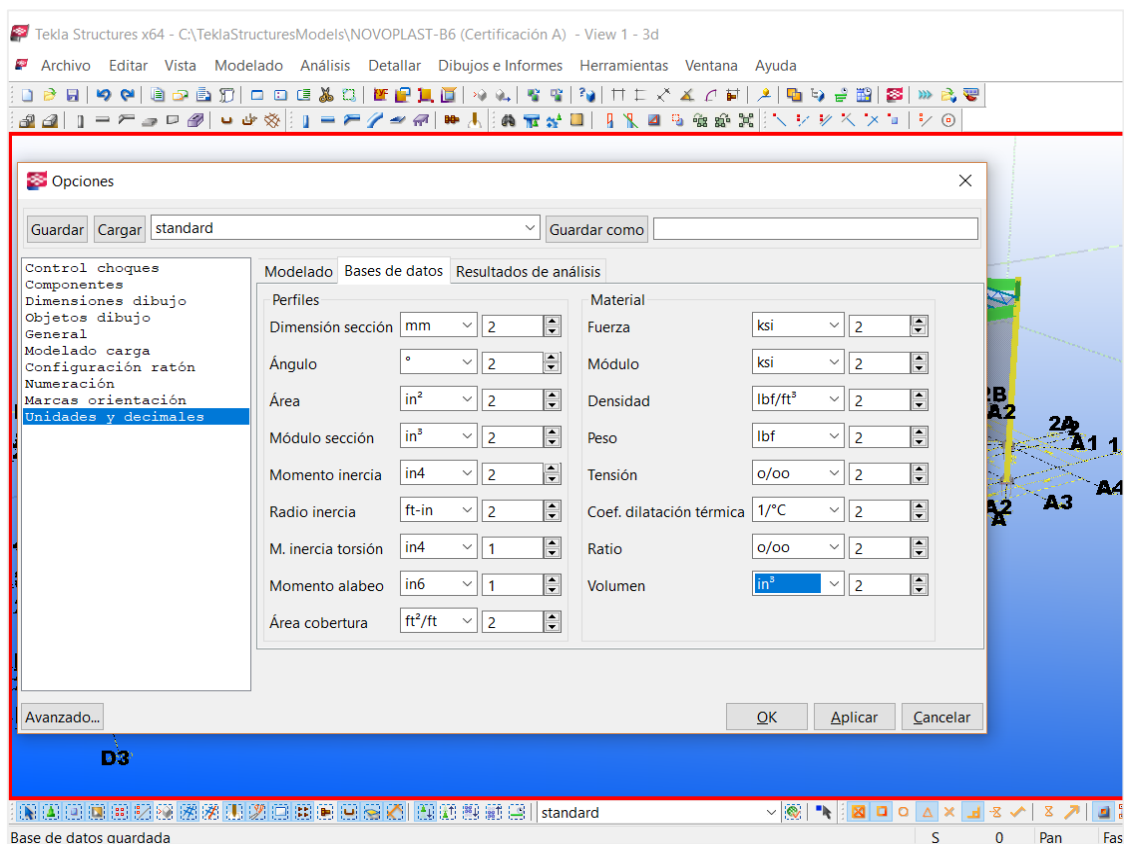 Tekla Structures x64 - C:\TeklaStructuresModels\NOVOPLAST-B6 (Certificación A) - View 1 - 3d
Archivo Editar Vista Modelado Análisis Detallar Dibujos e Informes Herramientas Ventana Ayuda
Opciones
Guardar Cargar standard Guardar como
Control choques
Componentes
Dimensiones dibujo
Objetos dibujo
General
Modelado carga
Configuración ratón
Numeración
Marcas orientación
Unidades y decimales
Modelado Bases de datos Resultados de análisis
Perfiles
Dimensión sección mm 2
Ángulo ° 2
Área in² 2
Módulo sección in³ 2
Momento inercia in4 2
Radio inercia ft-in 2
M. inercia torsión in4 1
Momento alabeo in6 1
Área cobertura ft²/ft 2
Material
Fuerza ksi 2
Módulo ksi 2
Densidad lbf/ft³ 2
Peso lbf 2
Tensión o/oo 2
Coef. dilatación térmica 1/°C 2
Ratio o/oo 2
Volumen in³ 2
Avanzado... OK Aplicar Cancelar
2B
A2
2A
A1 1
A4
A3
A2
A
D3
standard
Base de datos guardada S 0 Pan Fas